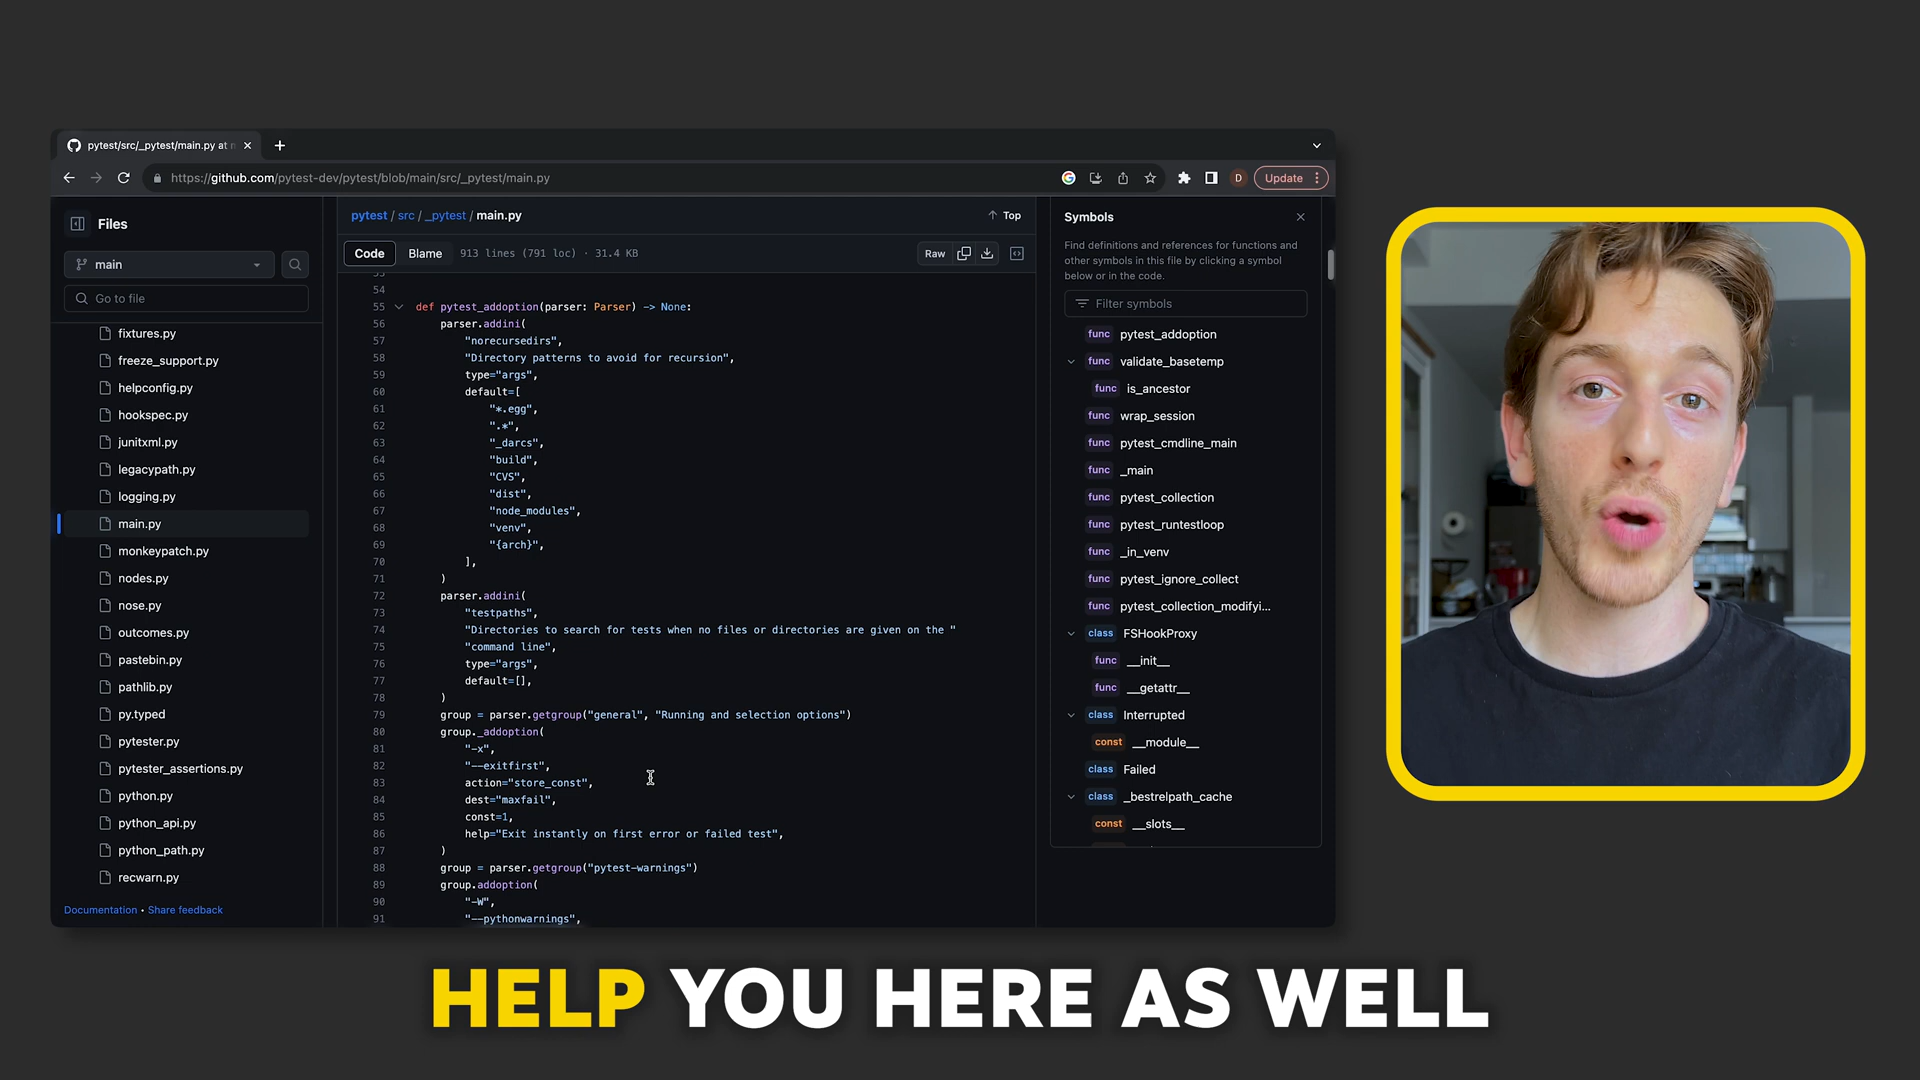 pytest/src/_pytest/main.py at
https://github.com/pytest-dev/pytest/blob/main/src/_pytest/main.py
D
Update
Files
main
Go to file
fixtures.py
freeze_support.py
helpconfig.py
hookspec.py
junitxml.py
legacypath.py
logging.py
main.py
monkeypatch.py
nodes.py
nose.py
outcomes.py
pastebin.py
pathlib.py
py.typed
pytester.py
pytester_assertions.py
python.py
python_api.py
python_path.py
recwarn.py
Documentation • Share feedback
pytest / src / _pytest / main.py
Top
Code
Blame
913 lines (791 loc) · 31.4 KB
Raw
54
55 def pytest_addoption(parser: Parser) -> None:
56 parser.addini(
57 "norecursedirs",
58 "Directory patterns to avoid for recursion",
59 type="args",
60 default=[
61 "*.egg",
62 ".*",
63 "_darcs",
64 "build",
65 "CVS",
66 "dist",
67 "node_modules",
68 "venv",
69 "{arch}",
70 ],
71 )
72 parser.addini(
73 "testpaths",
74 "Directories to search for tests when no files or directories are given on the "
75 "command line",
76 type="args",
77 default=[],
78 )
79 group = parser.getgroup("general", "Running and selection options")
80 group._addoption(
81 "-x",
82 "--exitfirst",
83 action="store_const",
84 dest="maxfail",
85 const=1,
86 help="Exit instantly on first error or failed test",
87 )
88 group = parser.getgroup("pytest-warnings")
89 group.addoption(
90 "-W",
91 "--pythonwarnings",
Symbols
Find definitions and references for functions and
other symbols in this file by clicking a symbol
below or in the code.
Filter symbols
func pytest_addoption
func validate_basetemp
func is_ancestor
func wrap_session
func pytest_cmdline_main
func _main
func pytest_collection
func pytest_runtestloop
func _in_venv
func pytest_ignore_collect
func pytest_collection_modifyi...
class FSHookProxy
func __init__
func __getattr__
class Interrupted
const __module__
class Failed
class _bestrelpath_cache
const __slots__
HELP YOU HERE AS WELL